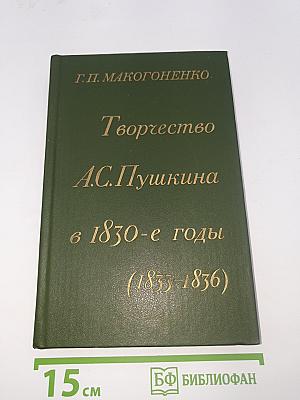 Г.П. МАКОГОНЕНКО
Творчество
А.С.Пушкина
в 1830-е годы
(1833-1836)
15 см
БФ БИБЛИОФАН